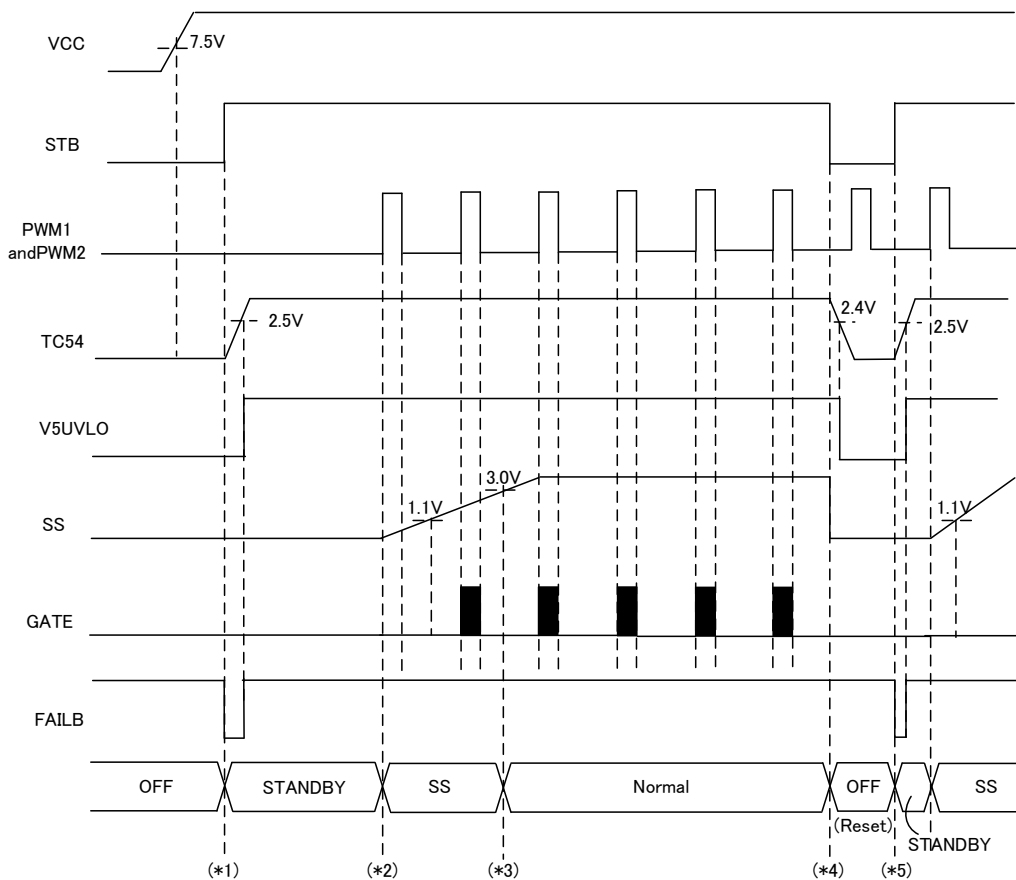 VCC
7.5V
STB
PWM1
andPWM2
TC54
2.5V
2.4V
2.5V
V5UVLO
SS
1.1V
3.0V
1.1V
GATE
FAILB
OFF
STANDBY
SS
Normal
OFF
SS
(Reset)
STANDBY
(*1)
(*2)
(*3)
(*4)
(*5)